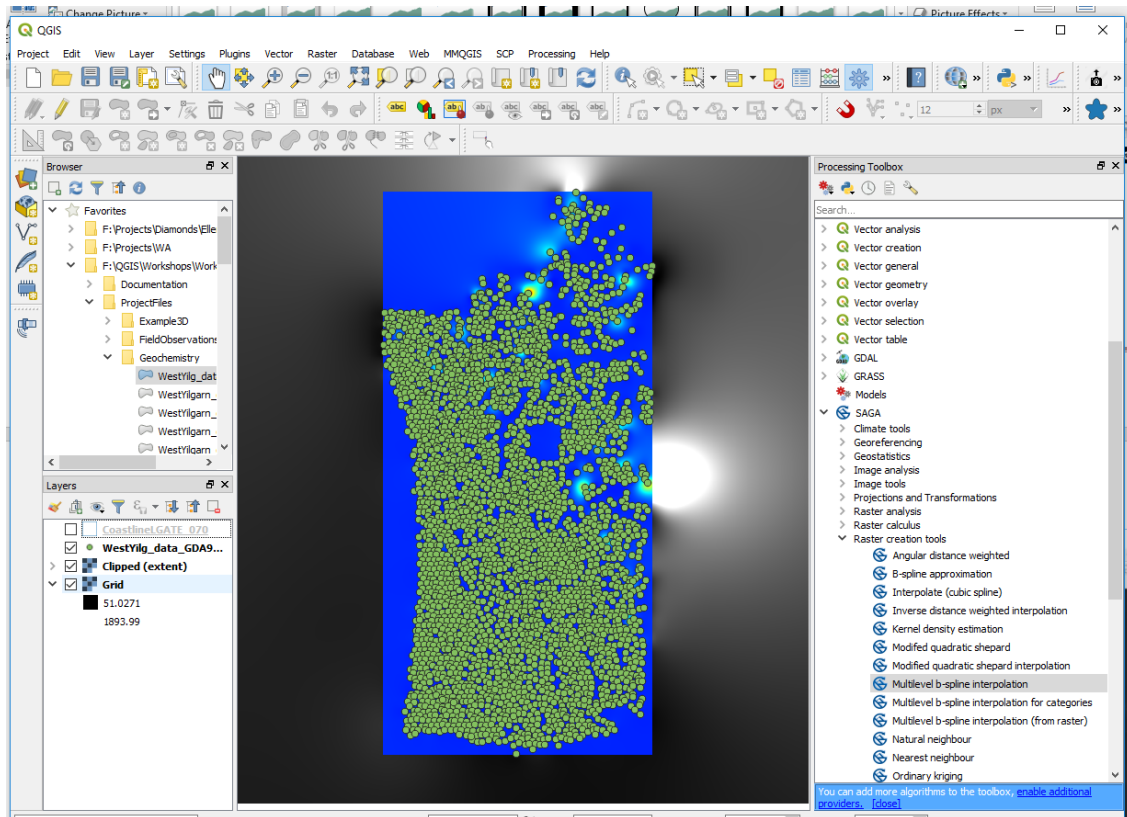 Change Picture
Picture Effects
QGIS
Project Edit View Layer Settings Plugins Vector Raster Database Web MMQGIS SCP Processing Help
12 px
Browser
Favorites
F:\Projects\Diamonds\Elle
F:\Projects\WA
F:\QGIS\Workshops\Work
Documentation
ProjectFiles
Example3D
FieldObservations
Geochemistry
WestYilg_dat
WestYilgarn_
WestYilgarn_
WestYilgarn_
WestYilgarn
Layers
CoastlineLGATE_070
WestYilg_data_GDA9...
Clipped (extent)
Grid
51.0271
1893.99
Processing Toolbox
Search...
Vector analysis
Vector creation
Vector general
Vector geometry
Vector overlay
Vector selection
Vector table
GDAL
GRASS
Models
SAGA
Climate tools
Georeferencing
Geostatistics
Image analysis
Image tools
Projections and Transformations
Raster analysis
Raster calculus
Raster creation tools
Angular distance weighted
B-spline approximation
Interpolate (cubic spline)
Inverse distance weighted interpolation
Kernel density estimation
Modifed quadratic shepard
Modified quadratic shepard interpolation
Multilevel b-spline interpolation
Multilevel b-spline interpolation for categories
Multilevel b-spline interpolation (from raster)
Natural neighbour
Nearest neighbour
Ordinary kriging
You can add more algorithms to the toolbox, enable additional
providers. [close]